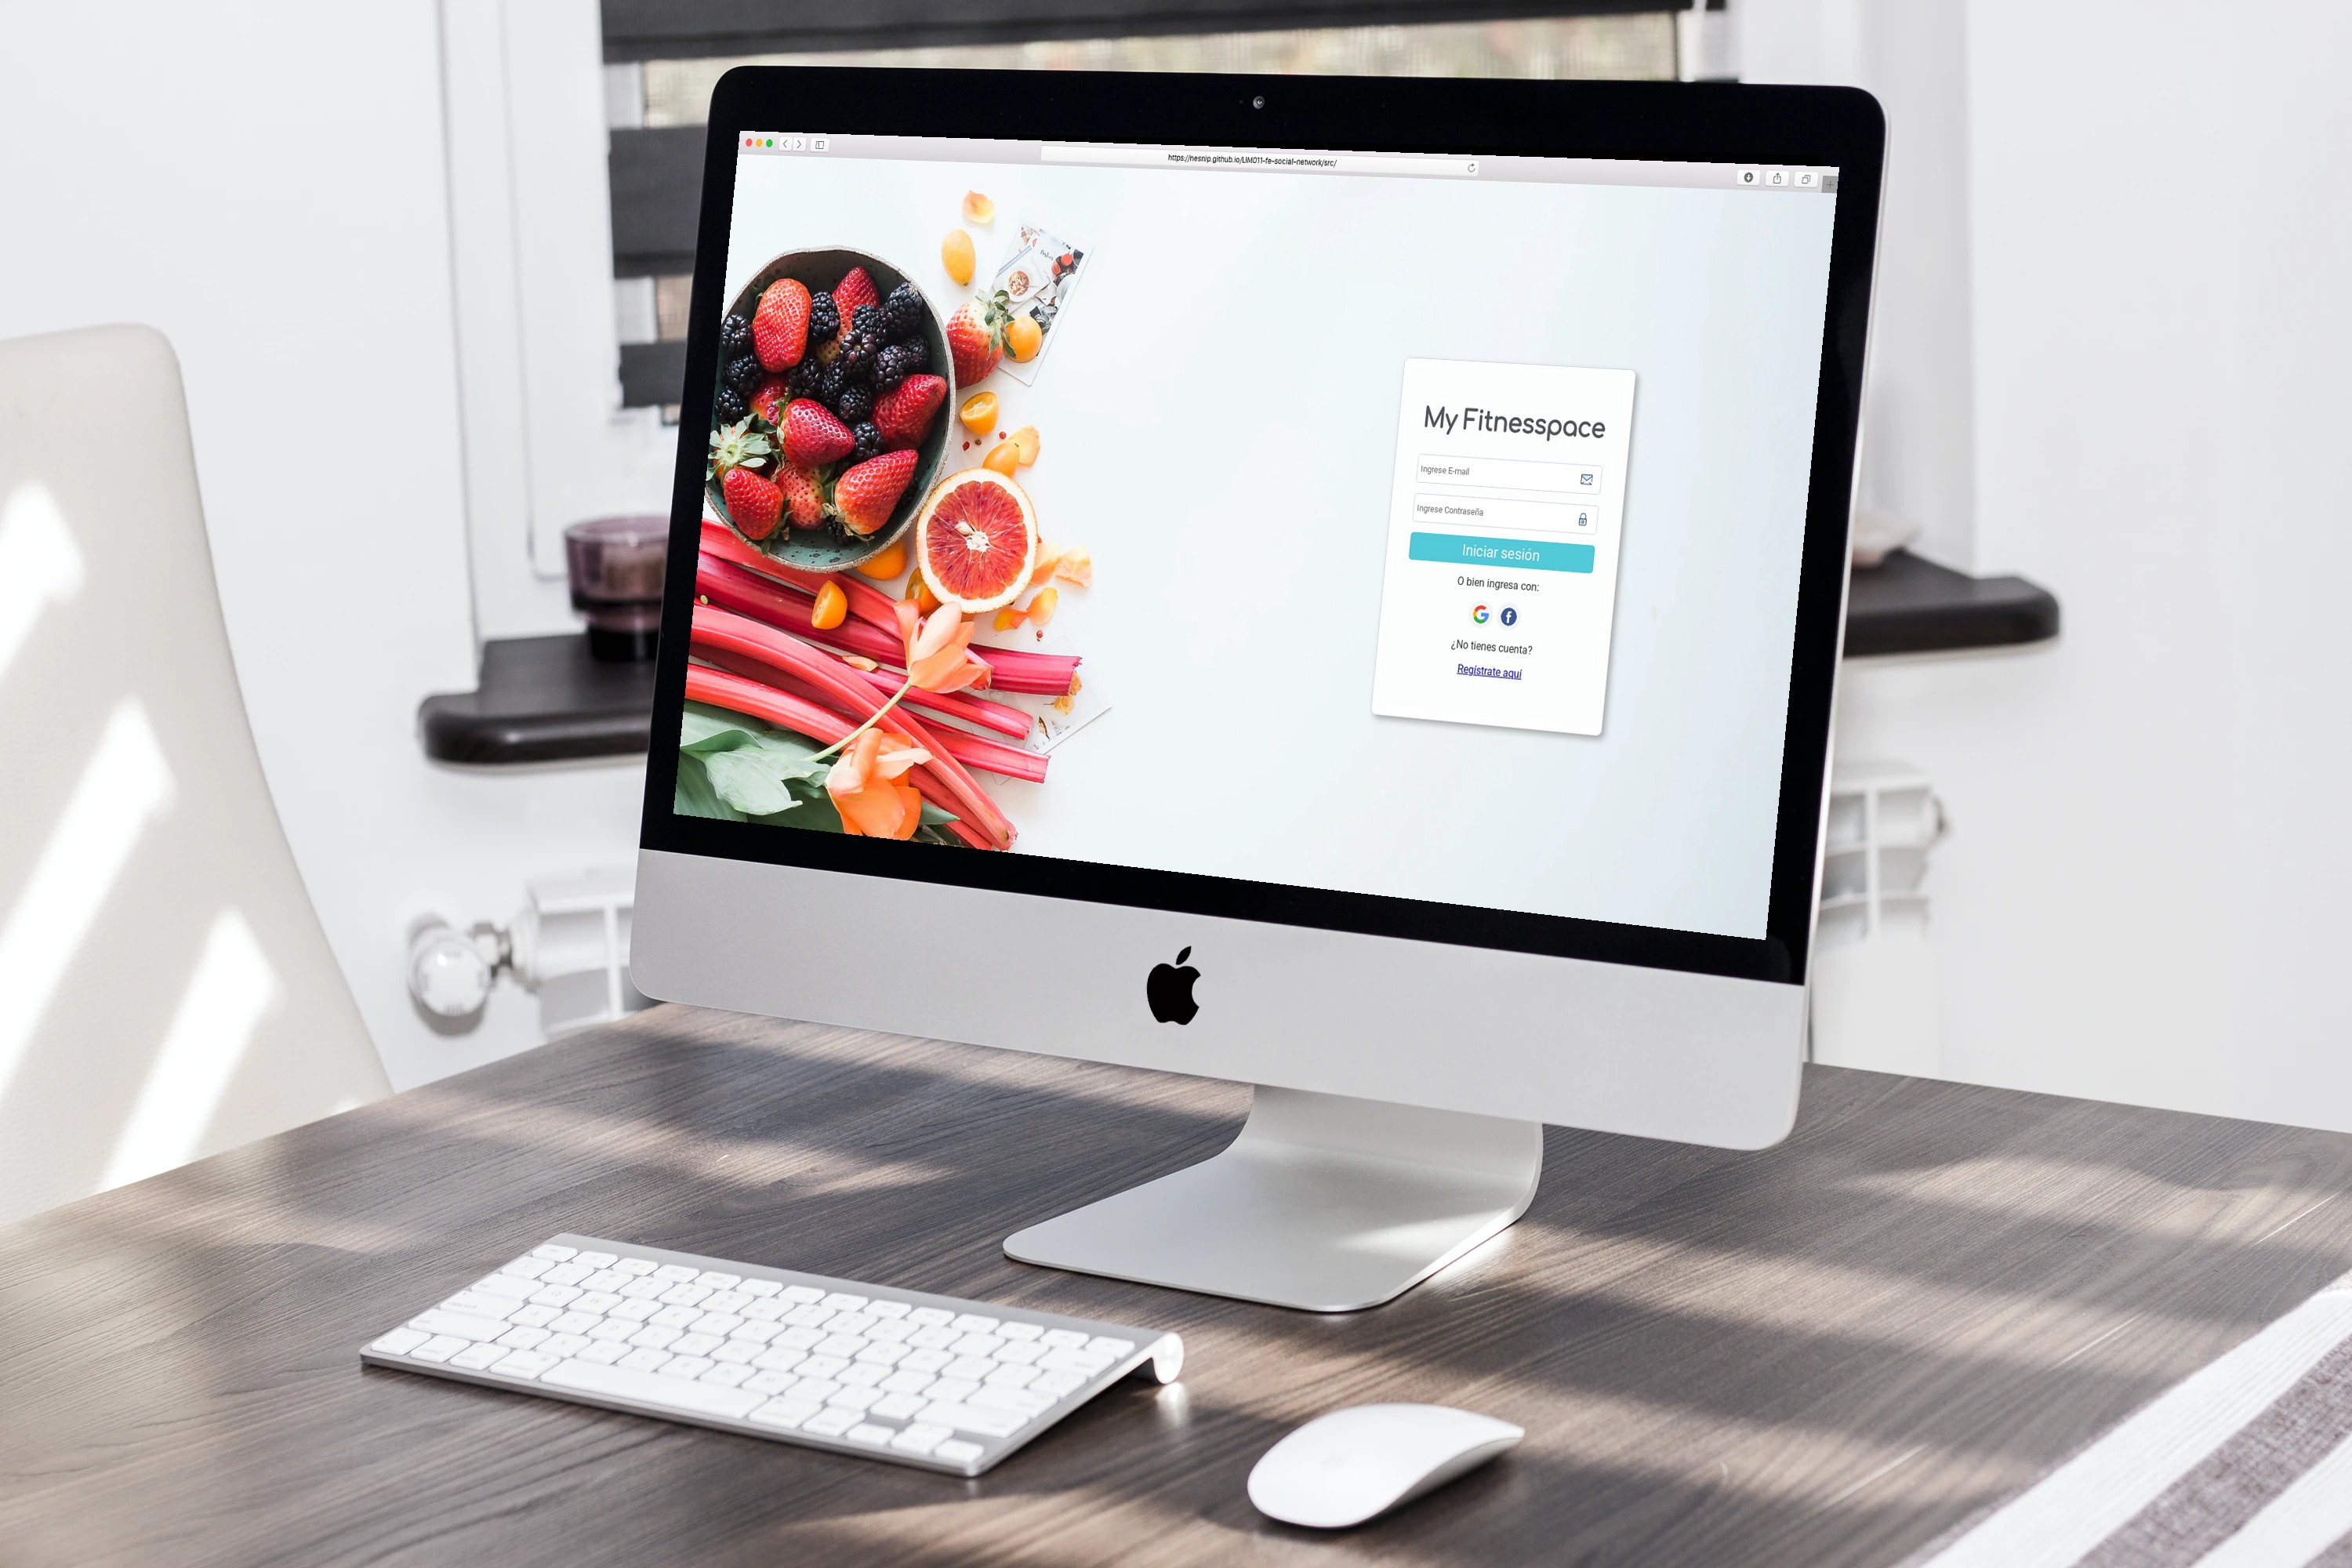 https://nesnip.github.io/LIM011-fe-social-network/src/
My Fitnesspace
Ingrese E-mail
Ingrese Contraseña
Iniciar sesión
O bien ingresa con:
¿No tienes cuenta?
Regístrate aquí